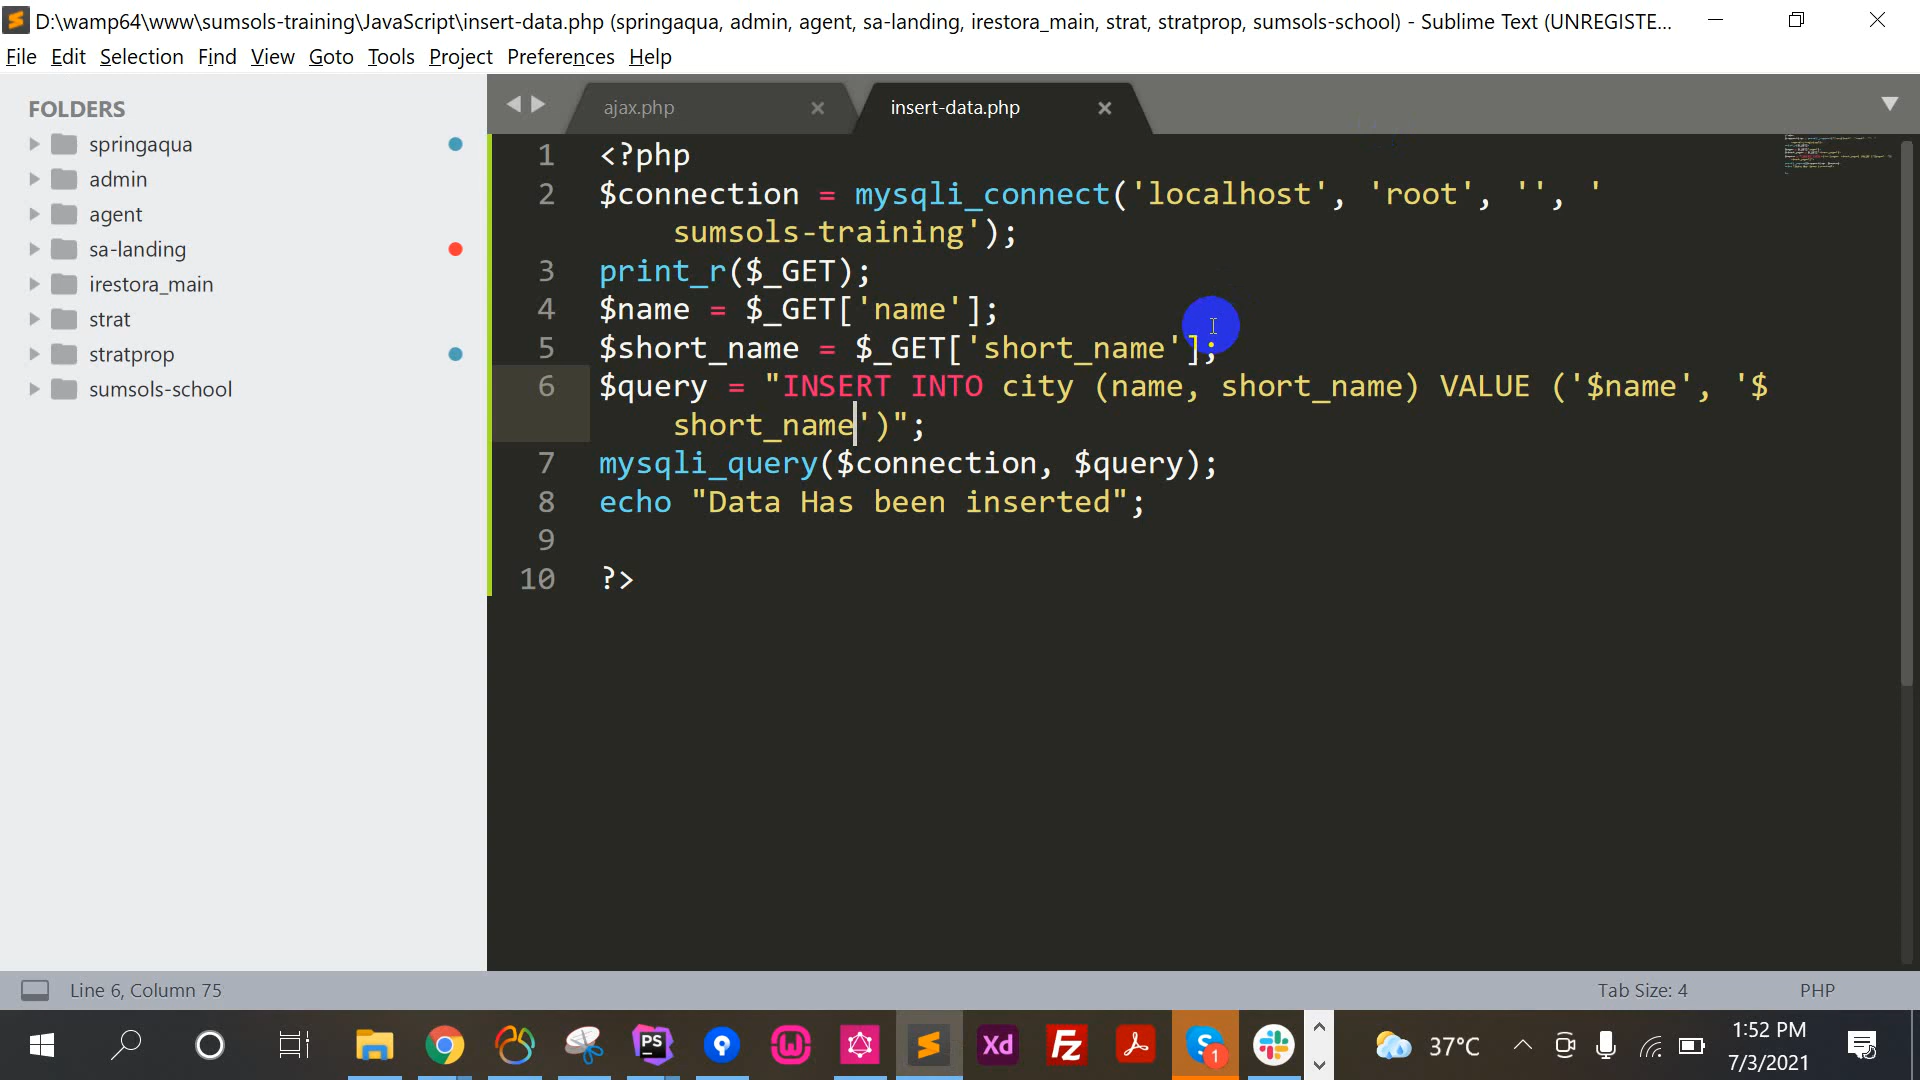 D:\wamp64\www\sumsols-training\JavaScript\insert-data.php (springaqua, admin, agent, sa-landing, irestora_main, strat, stratprop, sumsols-school) - Sublime Text (UNREGISTE...
File Edit Selection Find View Goto Tools Project Preferences Help
FOLDERS
springaqua
admin
agent
sa-landing
irestora_main
strat
stratprop
sumsols-school
ajax.php insert-data.php
1 <?php
2 $connection = mysqli_connect('localhost', 'root', '', '
sumsols-training');
3 print_r($_GET);
4 $name = $_GET['name'];
5 $short_name = $_GET['short_name'];
6 $query = "INSERT INTO city (name, short_name) VALUE ('$name', '$
short_name')";
7 mysqli_query($connection, $query);
8 echo "Data Has been inserted";
9
10 ?>
Line 6, Column 75 Tab Size: 4 PHP
PS Xd Fz S 1 37°C 1:52 PM
7/3/2021